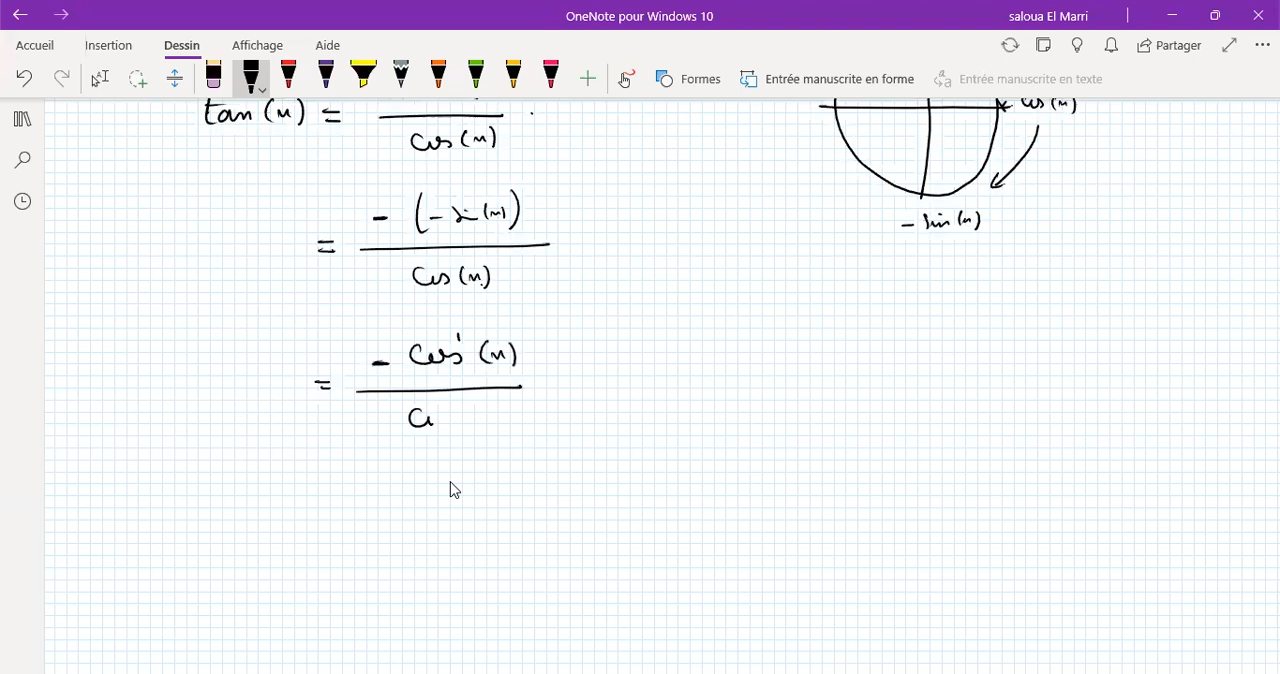 OneNote pour Windows 10
saloua El Marri
Accueil Insertion Dessin Affichage Aide
Partager
Formes Entrée manuscrite en forme Entrée manuscrite en texte
tan(x) =
cos(x)
cos(x)
- sin(x)
= - (- sin(x))
cos(x)
= - cos'(x)
co